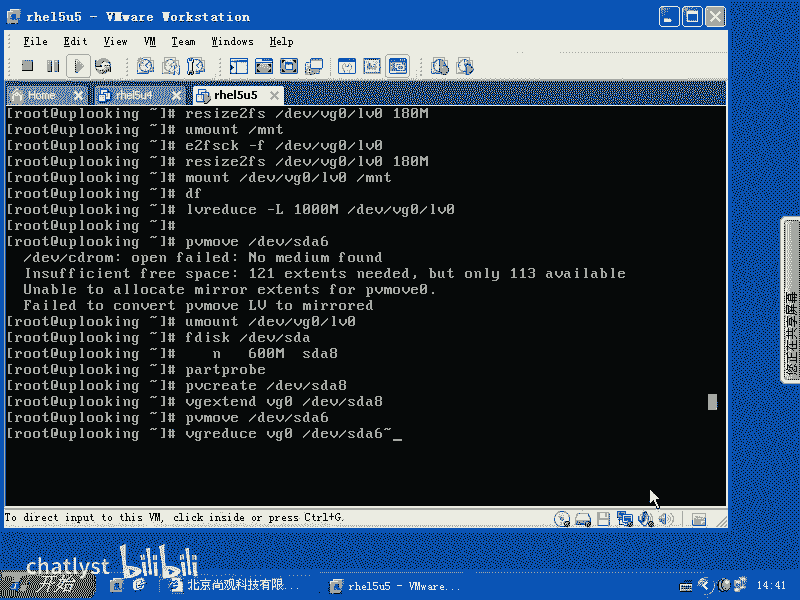 rhel5u5 - VMware Workstation
File Edit View VM Team Windows Help
Home rhel5u4 rhel5u5
[root@uplooking ~]# resize2fs /dev/vg0/lv0 180M
[root@uplooking ~]# umount /mnt
[root@uplooking ~]# e2fsck -f /dev/vg0/lv0
[root@uplooking ~]# resize2fs /dev/vg0/lv0 180M
[root@uplooking ~]# mount /dev/vg0/lv0 /mnt
[root@uplooking ~]# df
[root@uplooking ~]# lvreduce -L 1000M /dev/vg0/lv0
[root@uplooking ~]#
[root@uplooking ~]# pvmove /dev/sda6
/dev/cdrom: open failed: No medium found
Insufficient free space: 121 extents needed, but only 113 available
Unable to allocate mirror extents for pvmove0.
Failed to convert pvmove LV to mirrored
[root@uplooking ~]# umount /dev/vg0/lv0
[root@uplooking ~]# fdisk /dev/sda
[root@uplooking ~]# n 600M sda8
[root@uplooking ~]# partprobe
[root@uplooking ~]# pvcreate /dev/sda8
[root@uplooking ~]# vgextend vg0 /dev/sda8
[root@uplooking ~]# pvmove /dev/sda6
[root@uplooking ~]# vgreduce vg0 /dev/sda6~_
您正在共享屏幕
To direct input to this VM, click inside or press Ctrl+G.
chatlyst bilibili
开始 北京尚观科技有限... rhel5u5 - VMware... 14:41